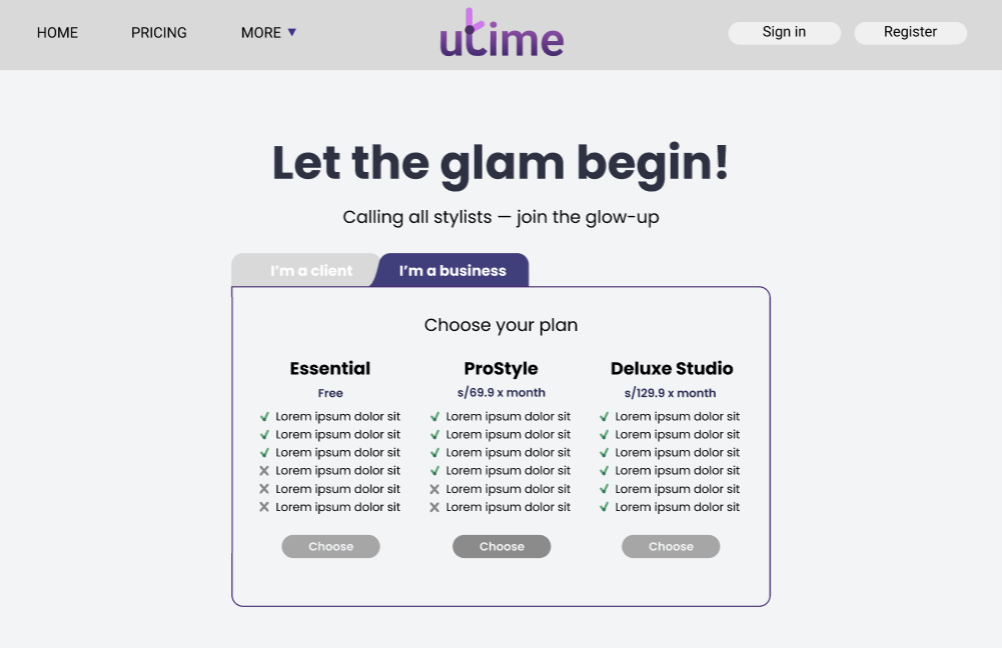 HOME PRICING MORE utime Sign in Register
Let the glam begin!
Calling all stylists — join the glow-up
I'm a client I'm a business
Choose your plan
Essential
Free
Lorem ipsum dolor sit
Lorem ipsum dolor sit
Lorem ipsum dolor sit
Lorem ipsum dolor sit
Lorem ipsum dolor sit
Lorem ipsum dolor sit
Choose
ProStyle
s/69.9 x month
Lorem ipsum dolor sit
Lorem ipsum dolor sit
Lorem ipsum dolor sit
Lorem ipsum dolor sit
Lorem ipsum dolor sit
Lorem ipsum dolor sit
Choose
Deluxe Studio
s/129.9 x month
Lorem ipsum dolor sit
Lorem ipsum dolor sit
Lorem ipsum dolor sit
Lorem ipsum dolor sit
Lorem ipsum dolor sit
Lorem ipsum dolor sit
Choose